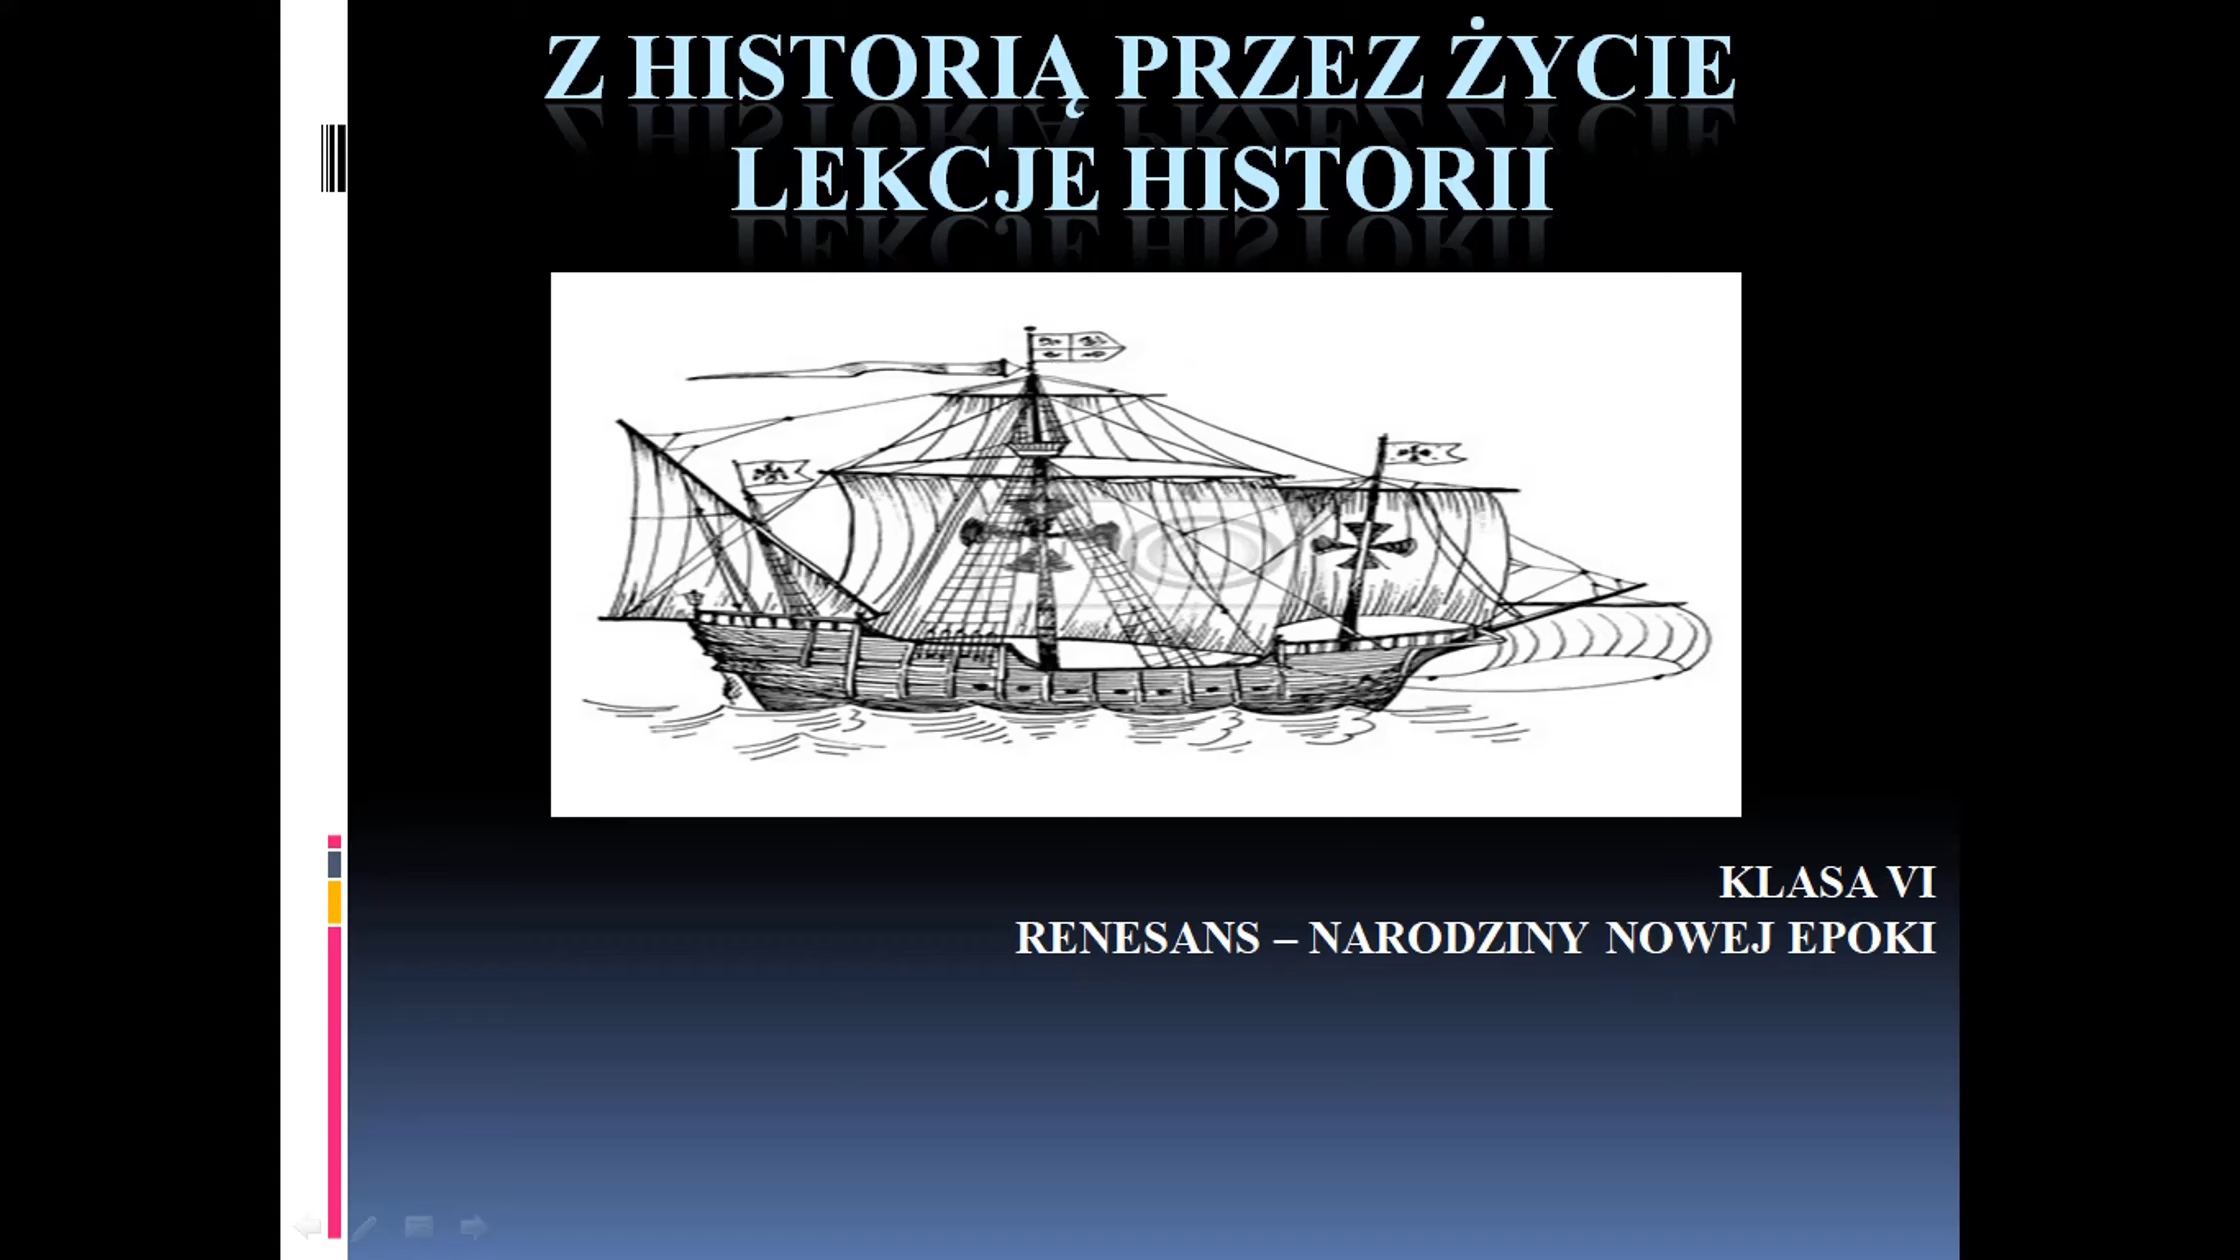 Z HISTORIĄ PRZEZ ŻYCIE
LEKCJE HISTORII
KLASA VI
RENESANS – NARODZINY NOWEJ EPOKI